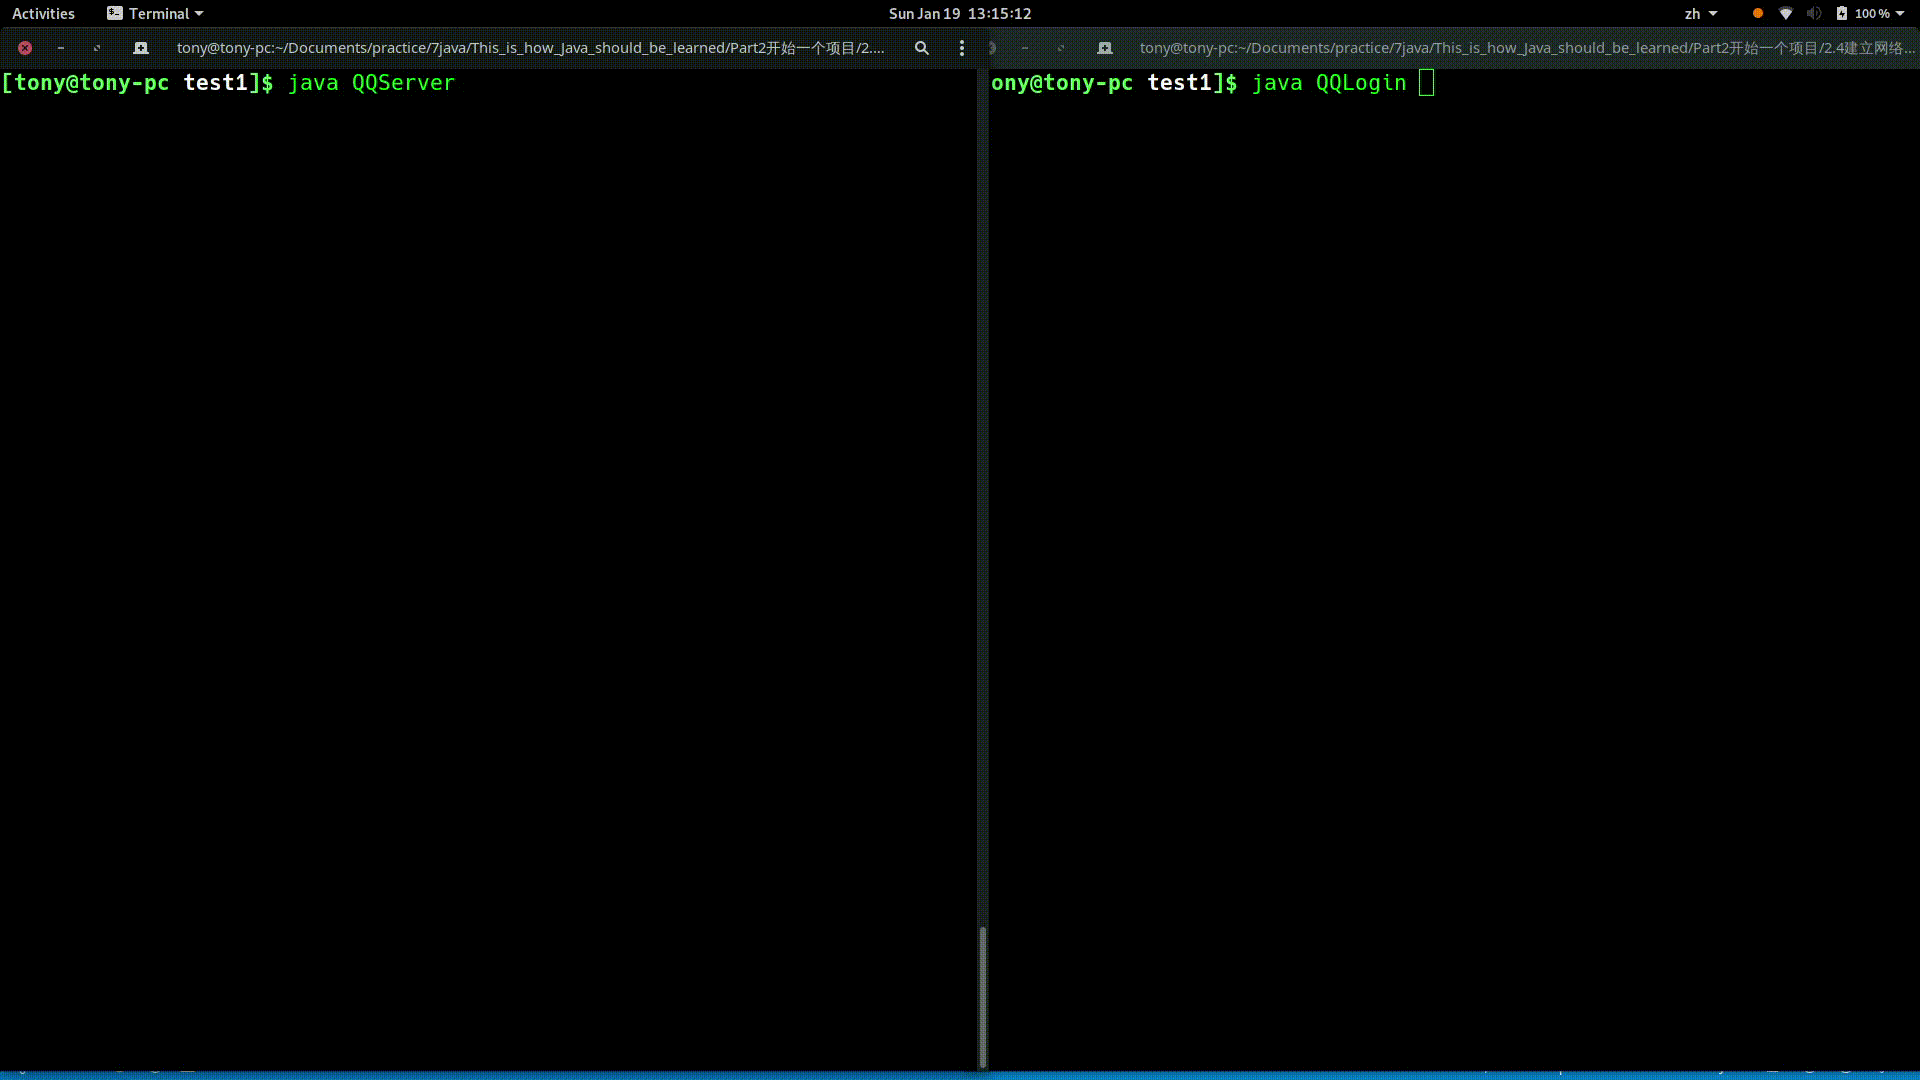 Activities
Terminal
Sun Jan 19 13:15:12
zh
100 %
tony@tony-pc:~/Documents/practice/7java/This_is_how_Java_should_be_learned/Part2开始一个项目/2....
tony@tony-pc:~/Documents/practice/7java/This_is_how_Java_should_be_learned/Part2开始一个项目/2.4建立网络...
[tony@tony-pc test1]$ java QQServer
ony@tony-pc test1]$ java QQLogin